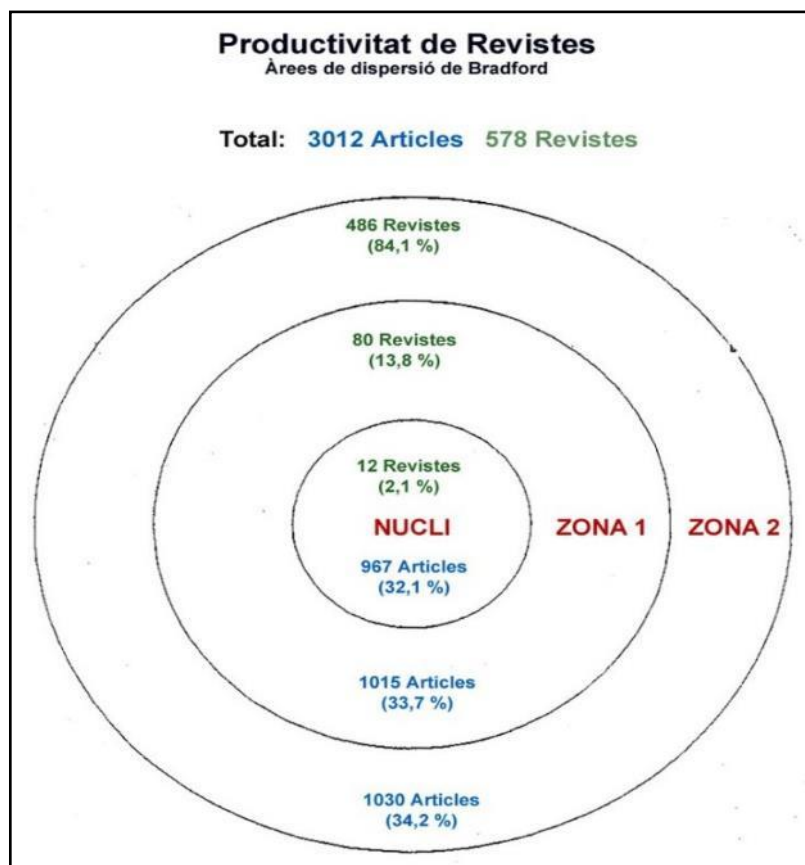 Productivitat de Revistes
Àrees de dispersió de Bradford
Total: 3012 Articles 578 Revistes
486 Revistes
(84,1 %)
80 Revistes
(13,8 %)
12 Revistes
(2,1 %)
NUCLI ZONA 1 ZONA 2
967 Articles
(32,1 %)
1015 Articles
(33,7 %)
1030 Articles
(34,2 %)